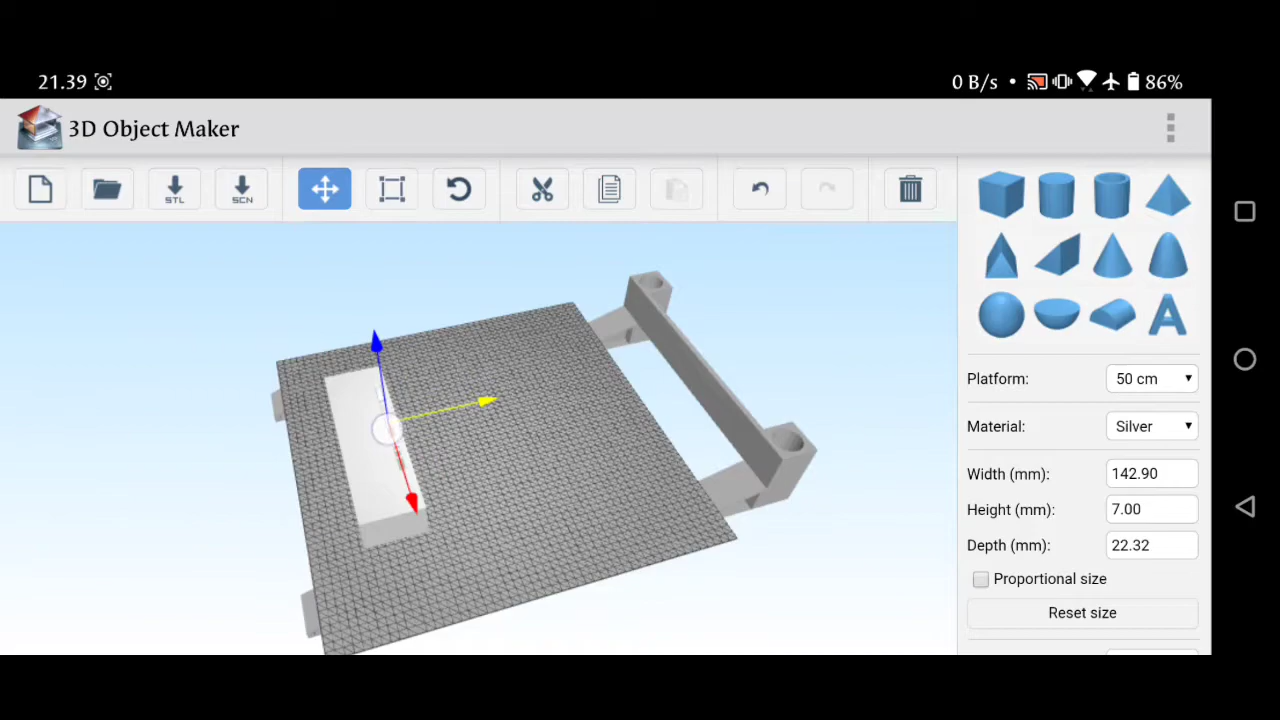 21.39
0 B/s • 86%
3D Object Maker
STL
SCN
Platform:
50 cm
Material:
Silver
Width (mm):
142.90
Height (mm):
7.00
Depth (mm):
22.32
Proportional size
Reset size